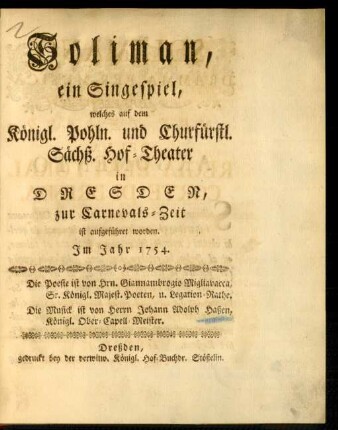 Soliman,
ein Singespiel,
welches auf dem
Königl. Pohln. und Churfürstl.
Sächß. Hof-Theater
in
DRESDEN,
zur Carnevals-Zeit
ist aufgeführet worden.
Im Jahr 1754.
Die Poesie ist von Hrn. Giannambrogio Migliavacca,
Sr. Königl. Majest. Poeten, u. Legation-Rathe.
Die Musick ist von Herrn Johann Adolph Haßen,
Königl. Ober-Capell-Meister.
Dreßden,
gedruckt bey der verwitw. Königl. Hof-Buchdr. Stößelin.